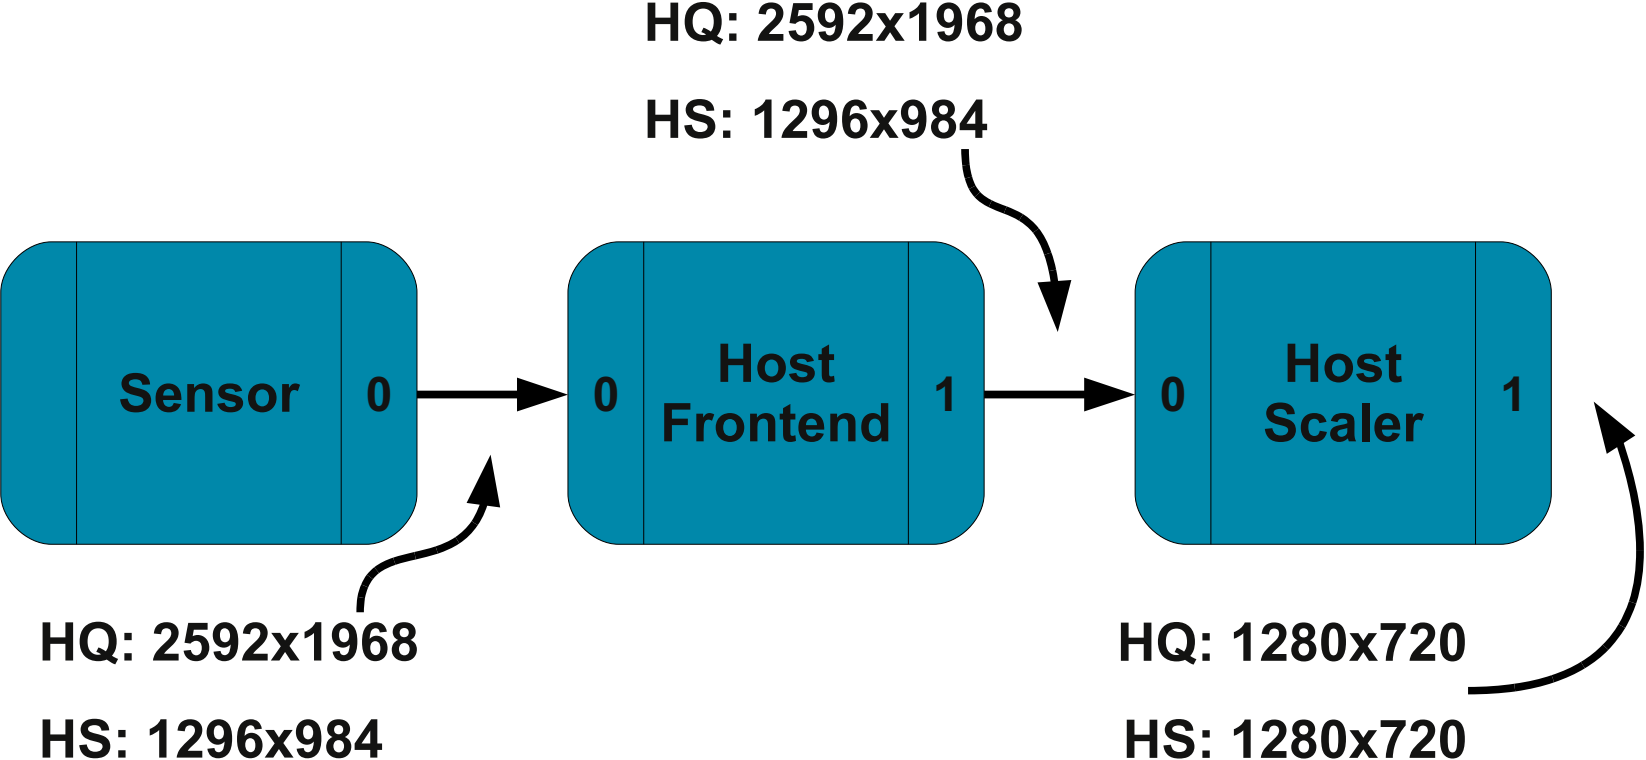 HQ: 2592x1968
HS: 1296x984
Sensor
0
0
Host
Frontend
1
0
Host
Scaler
1
HQ: 2592x1968
HS: 1296x984
HQ: 1280x720
HS: 1280x720